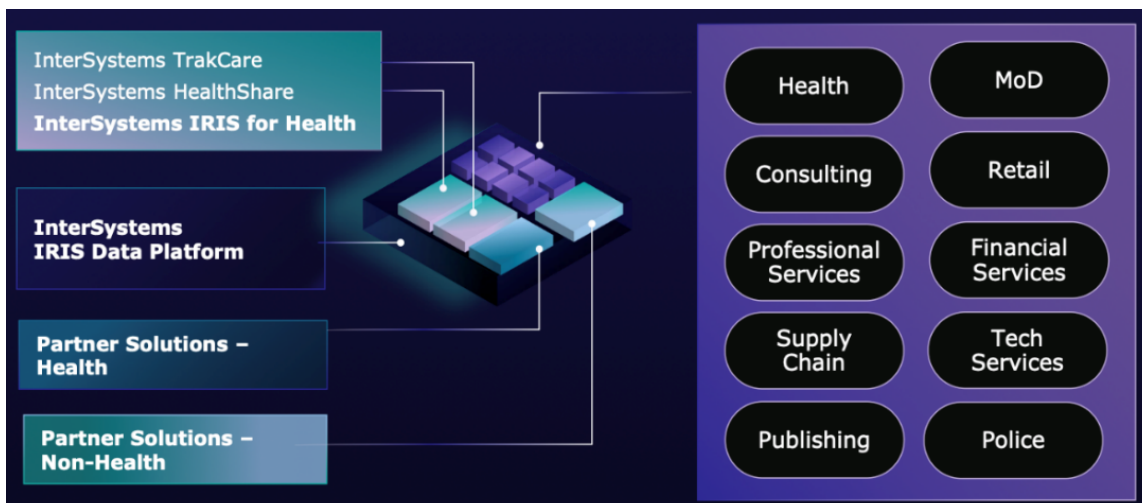 InterSystems TrakCare
InterSystems HealthShare
InterSystems IRIS for Health
InterSystems
IRIS Data Platform
Partner Solutions –
Health
Partner Solutions –
Non-Health
Health
MoD
Consulting
Retail
Professional
Services
Financial
Services
Supply
Chain
Tech
Services
Publishing
Police